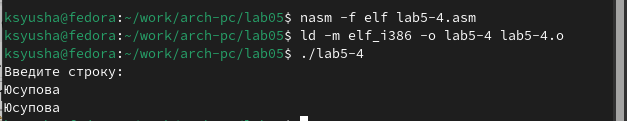 ksyusha@fedora:~/work/arch-pc/lab05$ nasm -f elf lab5-4.asm
ksyusha@fedora:~/work/arch-pc/lab05$ ld -m elf_i386 -o lab5-4 lab5-4.o
ksyusha@fedora:~/work/arch-pc/lab05$ ./lab5-4
Введите строку:
Юсупова
Юсупова
ksyusha@fedora:~/work/arch-pc/lab05$